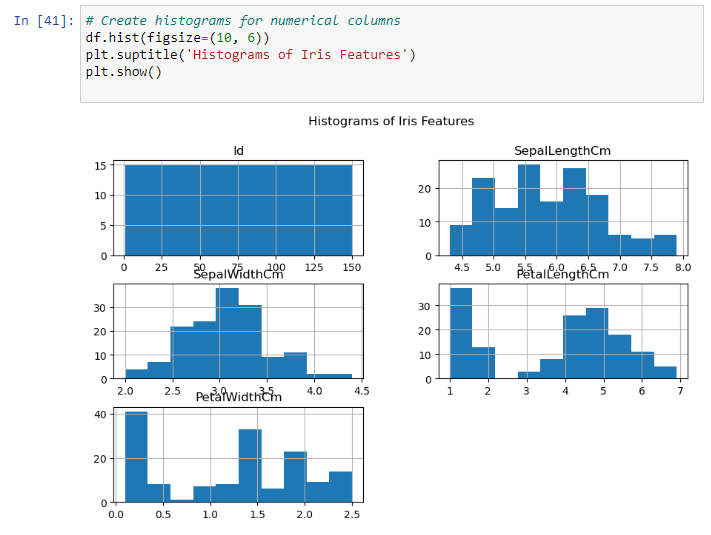 In [41]: # Create histograms for numerical columns
df.hist(figsize=(10, 6))
plt.suptitle('Histograms of Iris Features')
plt.show()
Histograms of Iris Features
Id
15
10
5
0
0 25 50 75 100 125 150
SepalLengthCm
20
10
0
4.5 5.0 5.5 6.0 6.5 7.0 7.5 8.0
SepalWidthCm
30
20
10
0
2.0 2.5 3.0 3.5 4.0 4.5
PetalLengthCm
30
20
10
0
1 2 3 4 5 6 7
PetalWidthCm
40
20
0
0.0 0.5 1.0 1.5 2.0 2.5